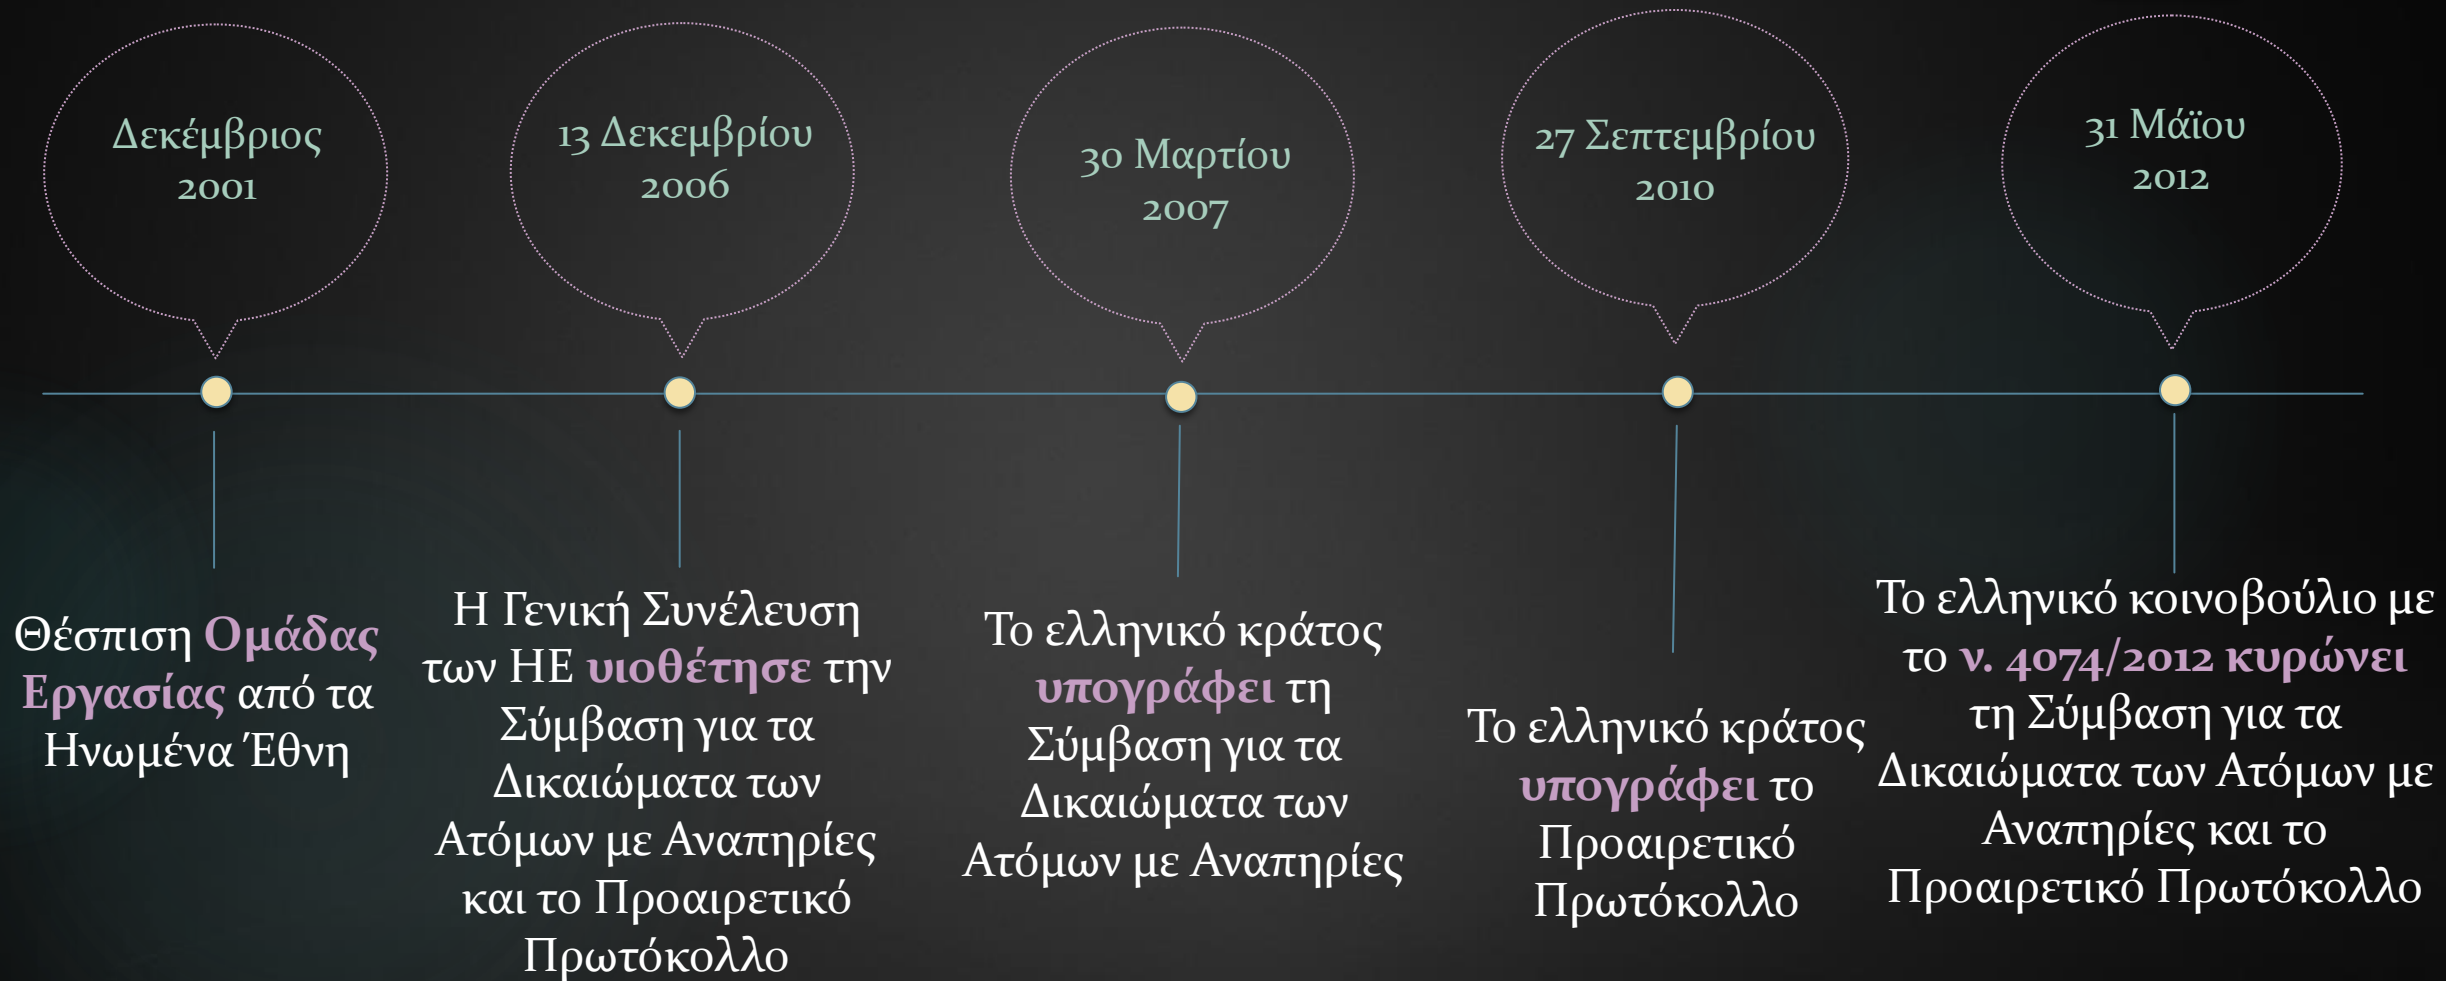 Δεκέμβριος
2001
13 Δεκεμβρίου
2006
30 Μαρτίου
2007
27 Σεπτεμβρίου
2010
31 Μάϊου
2012
Θέσπιση Ομάδας
Εργασίας από τα
Ηνωμένα Έθνη
Η Γενική Συνέλευση
των ΗΕ υιοθέτησε την
Σύμβαση για τα
Δικαιώματα των
Ατόμων με Αναπηρίες
και το Προαιρετικό
Πρωτόκολλο
Το ελληνικό κράτος
υπογράφει τη
Σύμβαση για τα
Δικαιώματα των
Ατόμων με Αναπηρίες
Το ελληνικό κράτος
υπογράφει το
Προαιρετικό
Πρωτόκολλο
Το ελληνικό κοινοβούλιο με
το ν. 4074/2012 κυρώνει
τη Σύμβαση για τα
Δικαιώματα των Ατόμων με
Αναπηρίες και το
Προαιρετικό Πρωτόκολλο